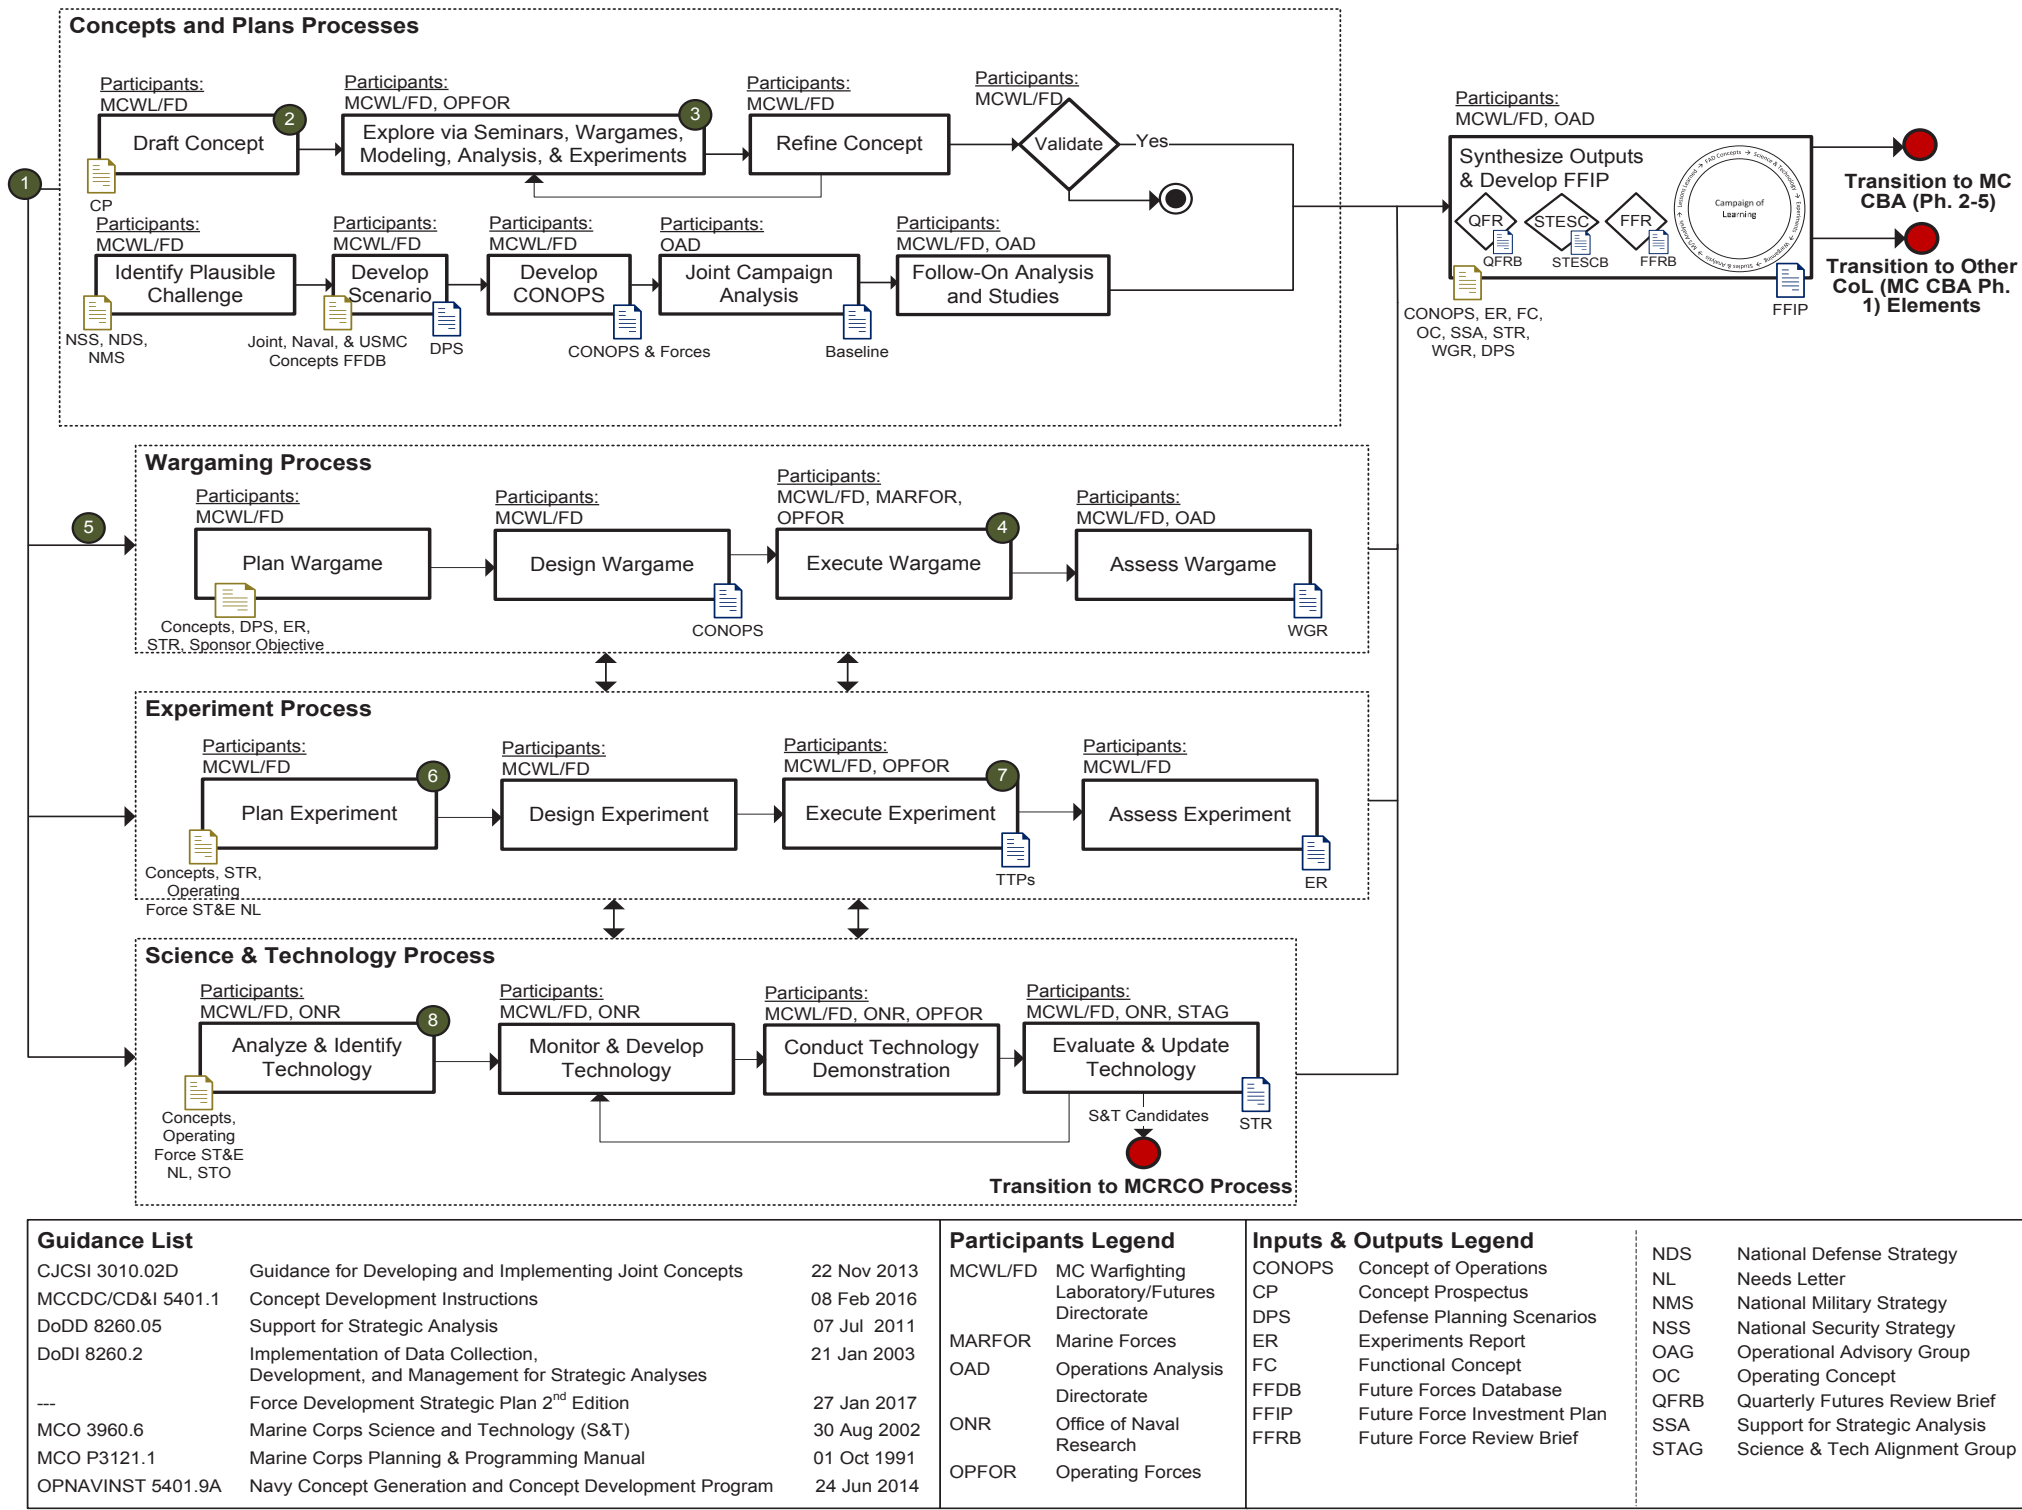 Concepts and Plans Processes
Participants:
MCWL/FD
2
Draft Concept
CP
Participants:
MCWL/FD, OPFOR
3
Explore via Seminars, Wargames,
Modeling, Analysis, & Experiments
Participants:
MCWL/FD
Refine Concept
Participants:
MCWL/FD
Validate
Yes
1
Participants:
MCWL/FD
Identify Plausible
Challenge
NSS, NDS,
NMS
Participants:
MCWL/FD
Develop
Scenario
Joint, Naval, & USMC
Concepts FFDB
DPS
Participants:
MCWL/FD
Develop
CONOPS
CONOPS & Forces
Participants:
OAD
Joint Campaign
Analysis
Baseline
Participants:
MCWL/FD, OAD
Follow-On Analysis
and Studies
Participants:
MCWL/FD, OAD
Synthesize Outputs
& Develop FFIP
QFR
QFRB
STESC
STESCB
FFR
FFRB
Campaign of
Learning
FAD Concepts → Science & Technology → Experiments → Wargaming → Studies & Analysis → M/S Analysis → Lessons Learned →
CONOPS, ER, FC,
OC, SSA, STR,
WGR, DPS
FFIP
Transition to MC
CBA (Ph. 2-5)
Transition to Other
CoL (MC CBA Ph.
1) Elements
Wargaming Process
5
Participants:
MCWL/FD
Plan Wargame
Concepts, DPS, ER,
STR, Sponsor Objective
Participants:
MCWL/FD
Design Wargame
CONOPS
Participants:
MCWL/FD, MARFOR,
OPFOR
4
Execute Wargame
Participants:
MCWL/FD, OAD
Assess Wargame
WGR
Experiment Process
Participants:
MCWL/FD
6
Plan Experiment
Concepts, STR,
Operating
Force ST&E NL
Participants:
MCWL/FD
Design Experiment
Participants:
MCWL/FD, OPFOR
7
Execute Experiment
TTPs
Participants:
MCWL/FD
Assess Experiment
ER
Science & Technology Process
Participants:
MCWL/FD, ONR
8
Analyze & Identify
Technology
Concepts,
Operating
Force ST&E
NL, STO
Participants:
MCWL/FD, ONR
Monitor & Develop
Technology
Participants:
MCWL/FD, ONR, OPFOR
Conduct Technology
Demonstration
Participants:
MCWL/FD, ONR, STAG
Evaluate & Update
Technology
S&T Candidates
STR
Transition to MCRCO Process
Guidance List
CJCSI 3010.02D Guidance for Developing and Implementing Joint Concepts 22 Nov 2013
MCCDC/CD&I 5401.1 Concept Development Instructions 08 Feb 2016
DoDD 8260.05 Support for Strategic Analysis 07 Jul 2011
DoDI 8260.2 Implementation of Data Collection, 21 Jan 2003
Development, and Management for Strategic Analyses
--- Force Development Strategic Plan 2nd Edition 27 Jan 2017
MCO 3960.6 Marine Corps Science and Technology (S&T) 30 Aug 2002
MCO P3121.1 Marine Corps Planning & Programming Manual 01 Oct 1991
OPNAVINST 5401.9A Navy Concept Generation and Concept Development Program 24 Jun 2014
Participants Legend
MCWL/FD MC Warfighting
Laboratory/Futures
Directorate
MARFOR Marine Forces
OAD Operations Analysis
Directorate
ONR Office of Naval
Research
OPFOR Operating Forces
Inputs & Outputs Legend
CONOPS Concept of Operations
CP Concept Prospectus
DPS Defense Planning Scenarios
ER Experiments Report
FC Functional Concept
FFDB Future Forces Database
FFIP Future Force Investment Plan
FFRB Future Force Review Brief
NDS National Defense Strategy
NL Needs Letter
NMS National Military Strategy
NSS National Security Strategy
OAG Operational Advisory Group
OC Operating Concept
QFRB Quarterly Futures Review Brief
SSA Support for Strategic Analysis
STAG Science & Tech Alignment Group